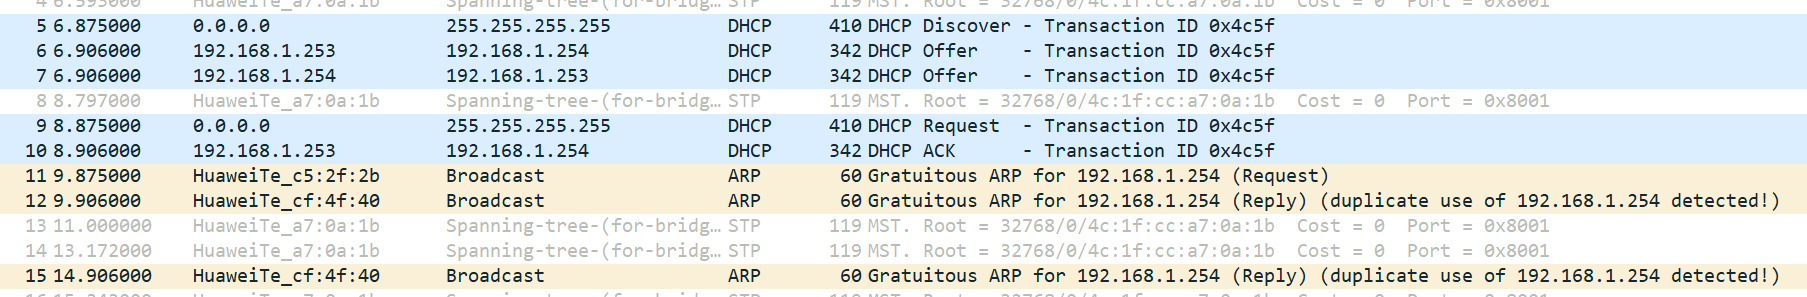 4 6.593000 HuaweiTe_a7:0a:1b Spanning-tree-(for-bridg… STP 119 MST. Root = 32768/0/4c:1f:cc:a7:0a:1b Cost = 0 Port = 0x8001
5 6.875000 0.0.0.0 255.255.255.255 DHCP 410 DHCP Discover - Transaction ID 0x4c5f
6 6.906000 192.168.1.253 192.168.1.254 DHCP 342 DHCP Offer - Transaction ID 0x4c5f
7 6.906000 192.168.1.254 192.168.1.253 DHCP 342 DHCP Offer - Transaction ID 0x4c5f
8 8.797000 HuaweiTe_a7:0a:1b Spanning-tree-(for-bridg… STP 119 MST. Root = 32768/0/4c:1f:cc:a7:0a:1b Cost = 0 Port = 0x8001
9 8.875000 0.0.0.0 255.255.255.255 DHCP 410 DHCP Request - Transaction ID 0x4c5f
10 8.906000 192.168.1.253 192.168.1.254 DHCP 342 DHCP ACK - Transaction ID 0x4c5f
11 9.875000 HuaweiTe_c5:2f:2b Broadcast ARP 60 Gratuitous ARP for 192.168.1.254 (Request)
12 9.906000 HuaweiTe_cf:4f:40 Broadcast ARP 60 Gratuitous ARP for 192.168.1.254 (Reply) (duplicate use of 192.168.1.254 detected!)
13 11.000000 HuaweiTe_a7:0a:1b Spanning-tree-(for-bridg… STP 119 MST. Root = 32768/0/4c:1f:cc:a7:0a:1b Cost = 0 Port = 0x8001
14 13.172000 HuaweiTe_a7:0a:1b Spanning-tree-(for-bridg… STP 119 MST. Root = 32768/0/4c:1f:cc:a7:0a:1b Cost = 0 Port = 0x8001
15 14.906000 HuaweiTe_cf:4f:40 Broadcast ARP 60 Gratuitous ARP for 192.168.1.254 (Reply) (duplicate use of 192.168.1.254 detected!)